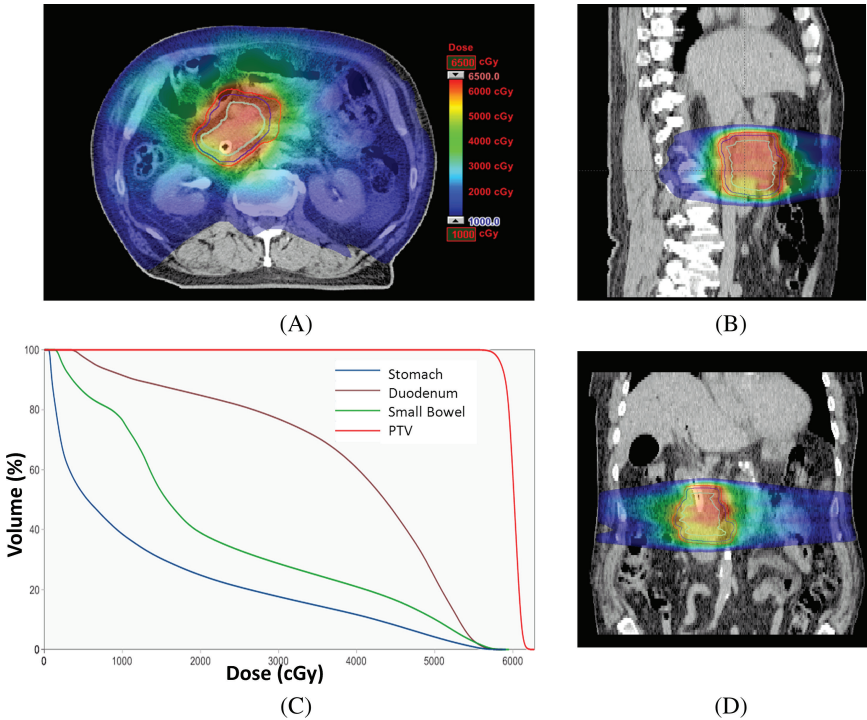 Dose
6500 cGy
6500.0
6000 cGy
5000 cGy
4000 cGy
3000 cGy
2000 cGy
1000.0
1000 cGy
(A)
(B)
100
80
60
40
20
0
Volume (%)
Stomach
Duodenum
Small Bowel
PTV
0
1000
2000
3000
4000
5000
6000
Dose (cGy)
(C)
(D)